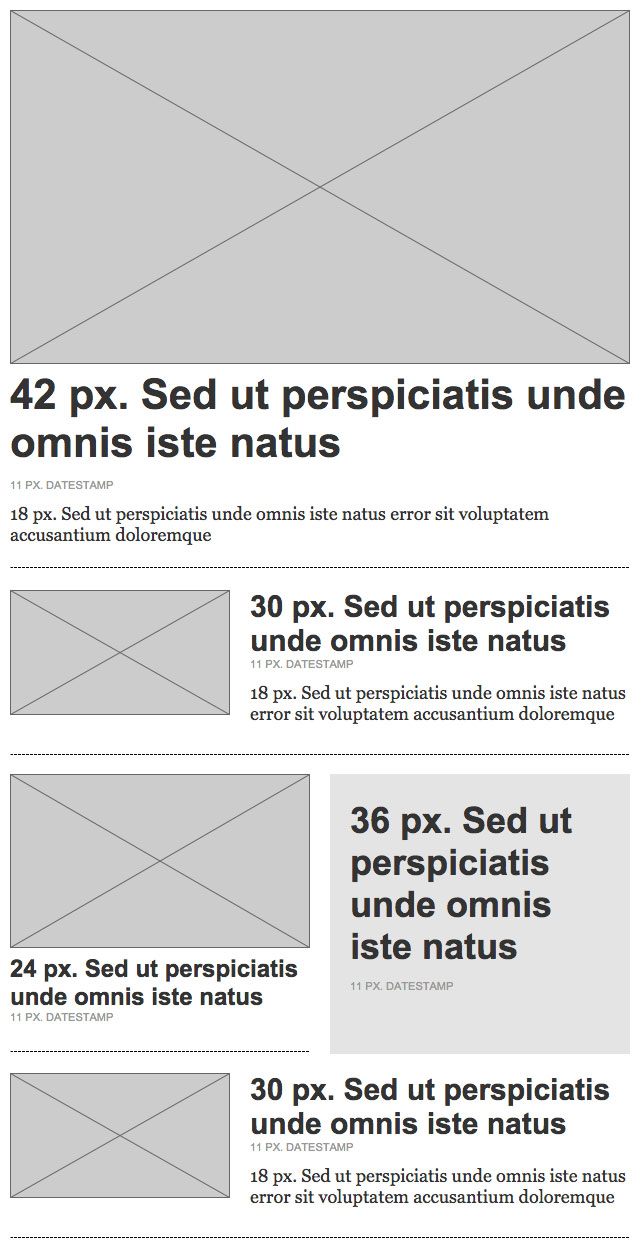 42 px. Sed ut perspiciatis unde
omnis iste natus
11 PX. DATESTAMP
18 px. Sed ut perspiciatis unde omnis iste natus error sit voluptatem
accusantium doloremque
30 px. Sed ut perspiciatis
unde omnis iste natus
11 PX. DATESTAMP
18 px. Sed ut perspiciatis unde omnis iste natus
error sit voluptatem accusantium doloremque
24 px. Sed ut perspiciatis
unde omnis iste natus
11 PX. DATESTAMP
36 px. Sed ut
perspiciatis
unde omnis
iste natus
11 PX. DATESTAMP
30 px. Sed ut perspiciatis
unde omnis iste natus
11 PX. DATESTAMP
18 px. Sed ut perspiciatis unde omnis iste natus
error sit voluptatem accusantium doloremque